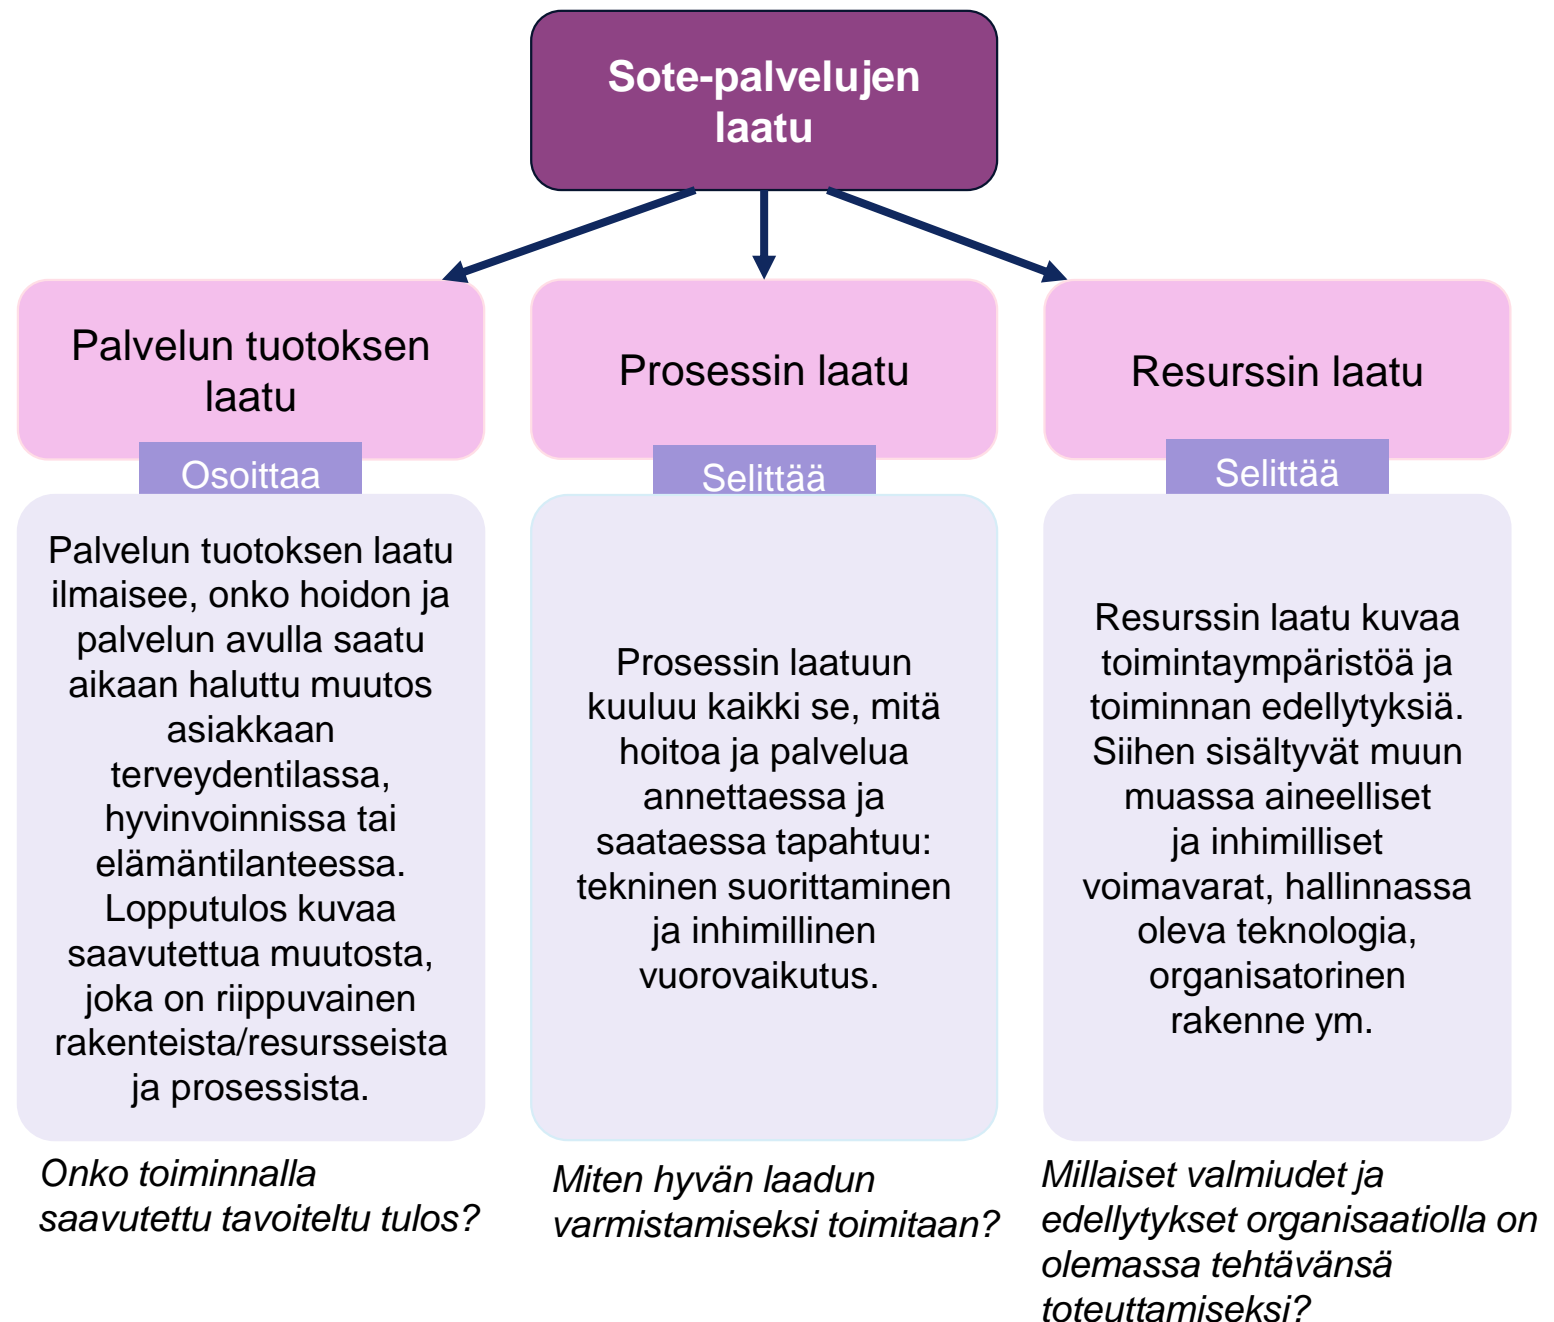 Sote-palvelujen
laatu
Palvelun tuotoksen
laatu
Osoittaa
Palvelun tuotoksen laatu
ilmaisee, onko hoidon ja
palvelun avulla saatu
aikaan haluttu muutos
asiakkaan
terveydentilassa,
hyvinvoinnissa tai
elämäntilanteessa.
Lopputulos kuvaa
saavutettua muutosta,
joka on riippuvainen
rakenteista/resursseista
ja prosessista.
Onko toiminnalla
saavutettu tavoiteltu tulos?
Prosessin laatu
Selittää
Prosessin laatuun
kuuluu kaikki se, mitä
hoitoa ja palvelua
annettaessa ja
saataessa tapahtuu:
tekninen suorittaminen
ja inhimillinen
vuorovaikutus.
Miten hyvän laadun
varmistamiseksi toimitaan?
Resurssin laatu
Selittää
Resurssin laatu kuvaa
toimintaympäristöä ja
toiminnan edellytyksiä.
Siihen sisältyvät muun
muassa aineelliset
ja inhimilliset
voimavarat, hallinnassa
oleva teknologia,
organisatorinen
rakenne ym.
Millaiset valmiudet ja
edellytykset organisaatiolla on
olemassa tehtävänsä
toteuttamiseksi?